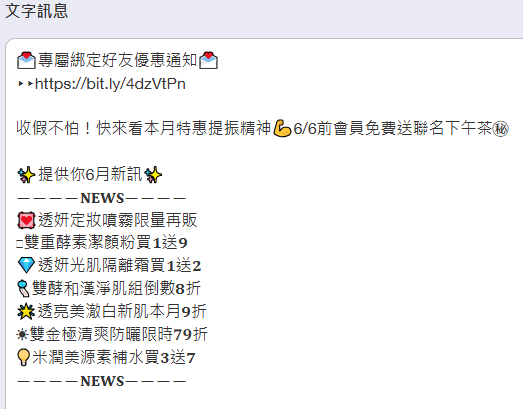 文字訊息
💌專屬綁定好友優惠通知💌
‣‣https://bit.ly/4dzVtPn
收假不怕！快來看本月特惠提振精神💪6/6前會員免費送聯名下午茶㊙
✨提供你6月新訊✨
————𝐍𝐄𝐖𝐒————
💟透妍定妝噴霧限量再販
□雙重酵素潔顏粉買𝟏送𝟗
💎透妍光肌隔離霜買𝟏送𝟐
雙酵和漢淨肌組倒數𝟖折
🌟透亮美澈白新肌本月𝟗折
☀雙金極清爽防曬限時𝟕𝟗折
💡米潤美源素補水買𝟑送𝟕
————𝐍𝐄𝐖𝐒————